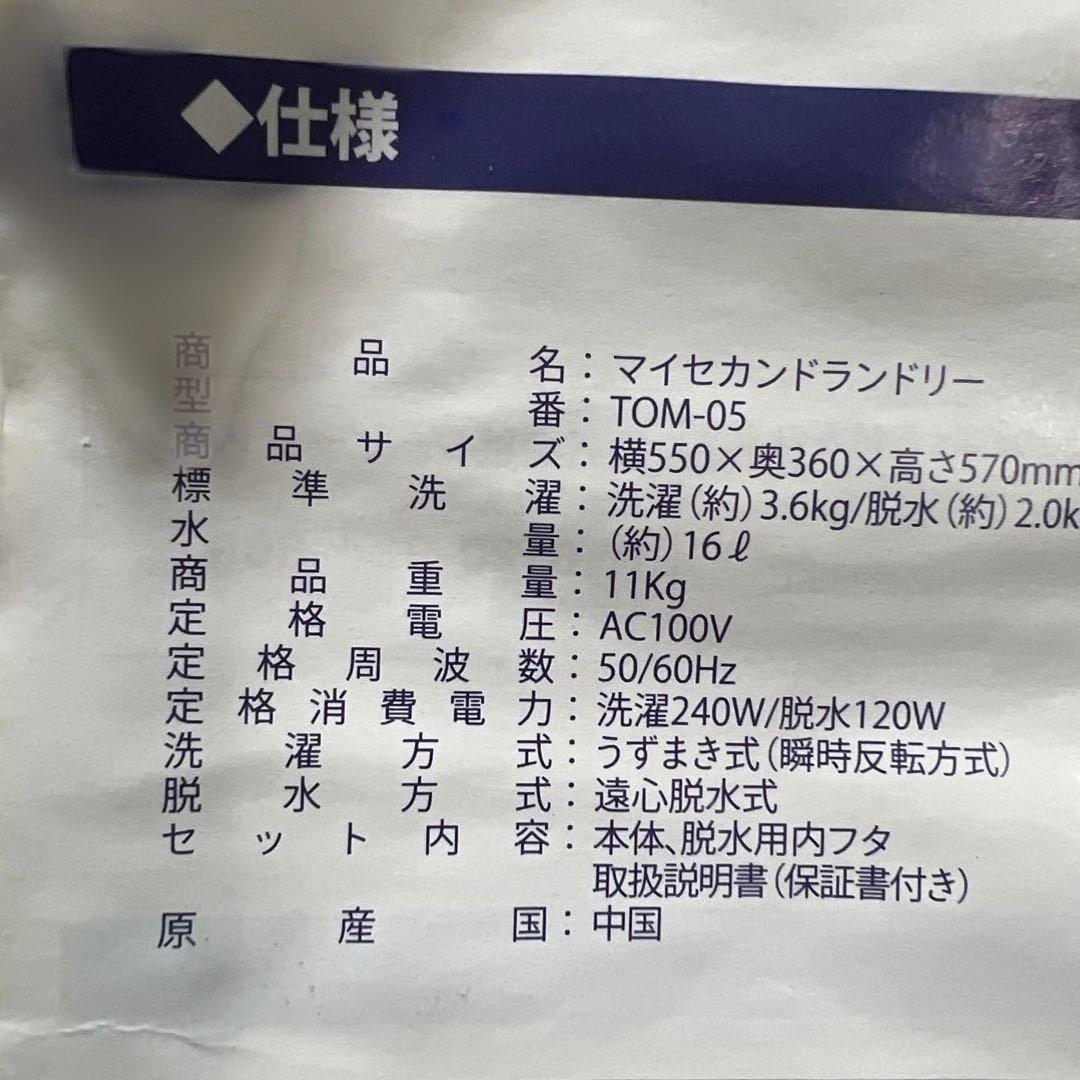 ◆仕様
商品名：マイセカンドランドリー
型番：TOM-05
商品サイズ：横550×奥360×高さ570mm
標準洗濯：洗濯（約）3.6kg/脱水（約）2.0k
水量：（約）16ℓ
商品重量：11Kg
定格電圧：AC100V
定格周波数：50/60Hz
定格消費電力：洗濯240W/脱水120W
洗濯方式：うずまき式（瞬時反転方式）
脱水方式：遠心脱水式
セット内容：本体、脱水用内フタ
取扱説明書（保証書付き）
原産国：中国